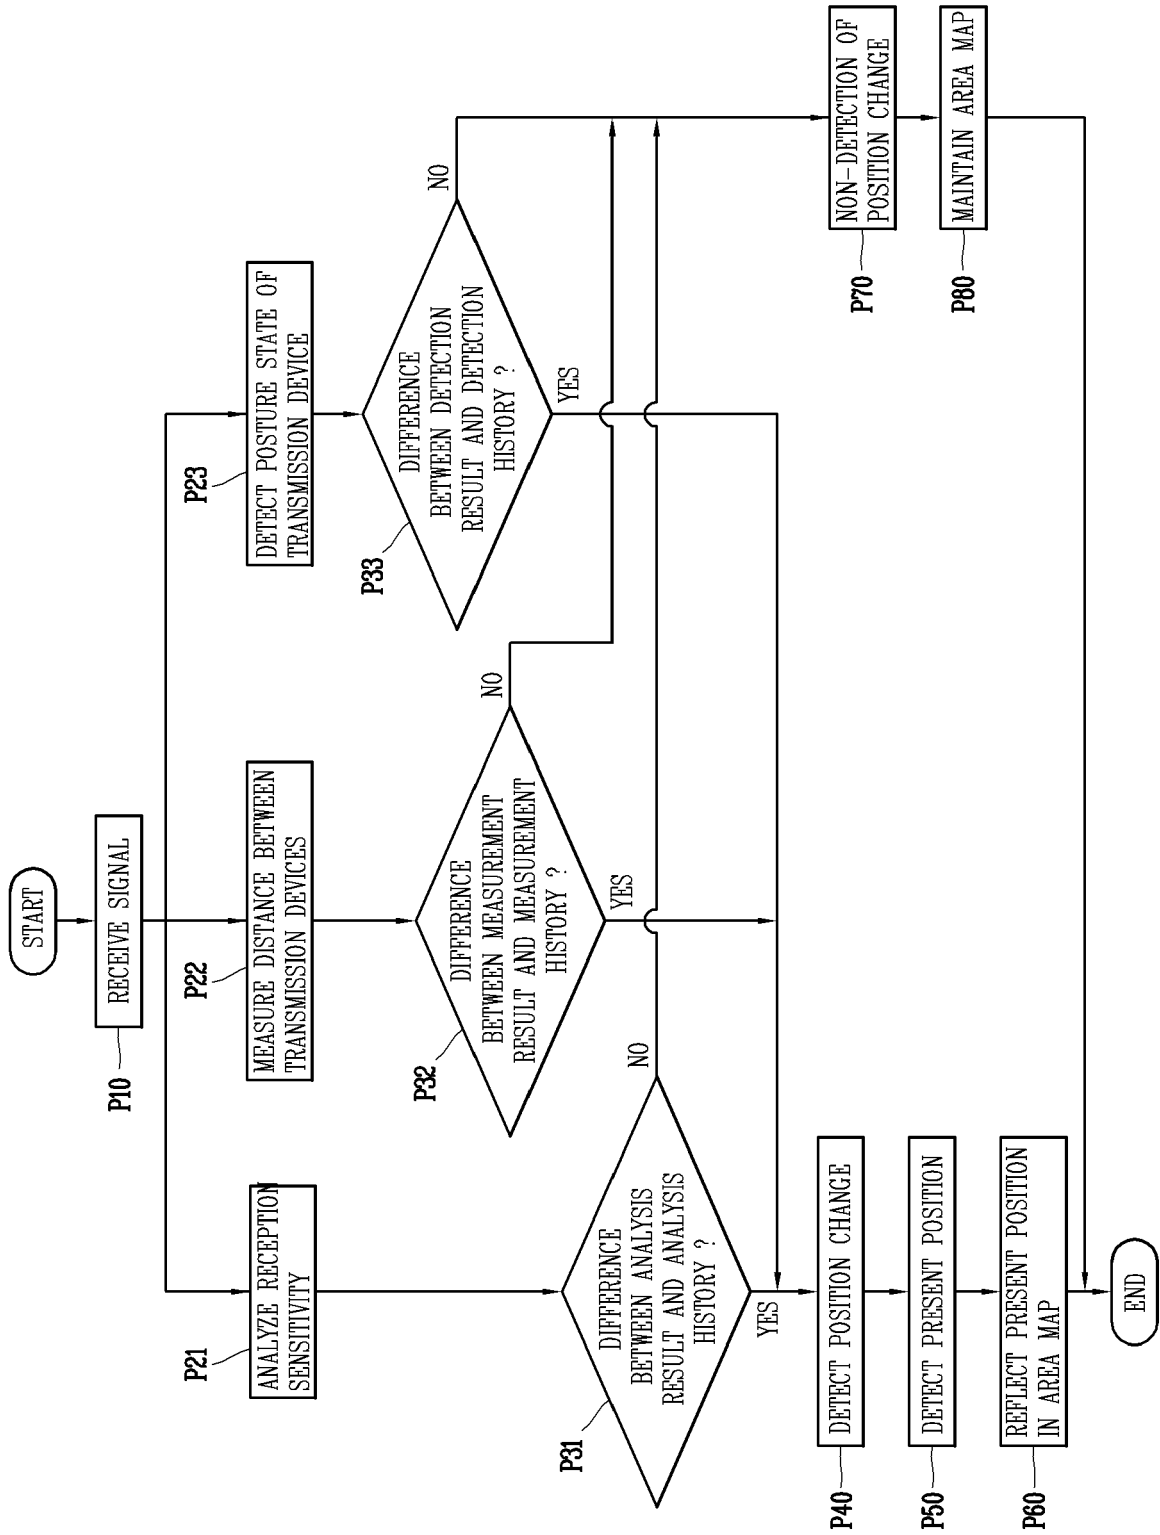 START
RECEIVE SIGNAL
P10
P21
ANALYZE RECEPTION
SENSITIVITY
P22
MEASURE DISTANCE BETWEEN
TRANSMISSION DEVICES
P23
DETECT POSTURE STATE OF
TRANSMISSION DEVICE
P31
DIFFERENCE
BETWEEN ANALYSIS
RESULT AND ANALYSIS
HISTORY ?
NO
YES
P32
DIFFERENCE
BETWEEN MEASUREMENT
RESULT AND MEASUREMENT
HISTORY ?
NO
YES
P33
DIFFERENCE
BETWEEN DETECTION
RESULT AND DETECTION
HISTORY ?
NO
YES
P40
DETECT POSITION CHANGE
P50
DETECT PRESENT POSITION
P60
REFLECT PRESENT POSITION
IN AREA MAP
P70
NON-DETECTION OF
POSITION CHANGE
P80
MAINTAIN AREA MAP
END